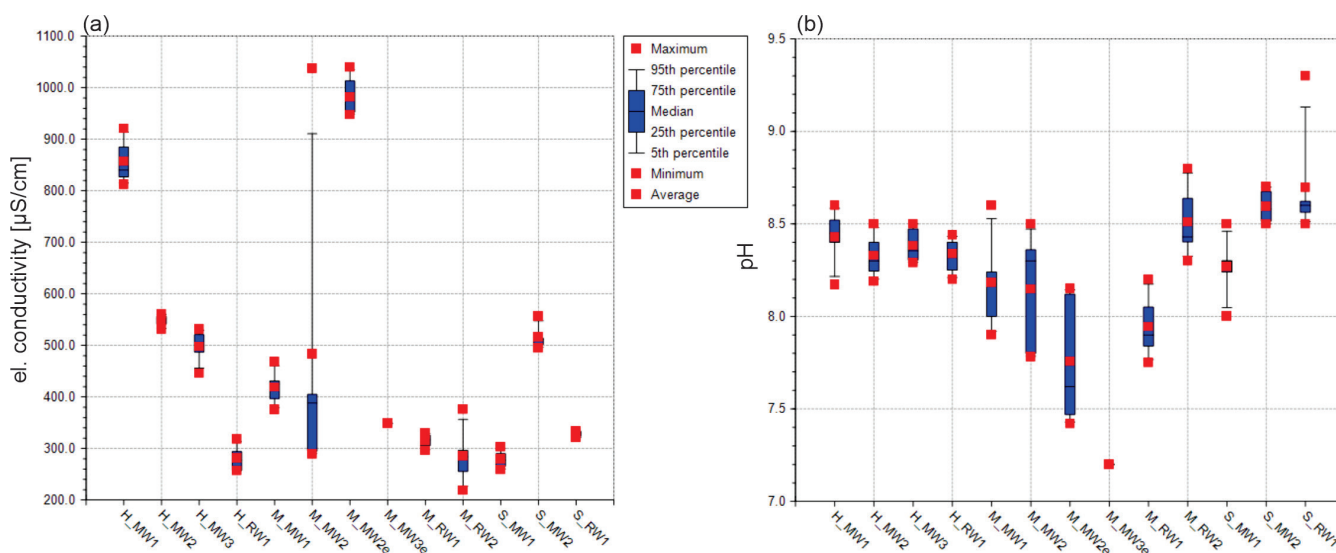 (a)
el. conductivity [µS/cm]
1100.0
1000.0
900.0
800.0
700.0
600.0
500.0
400.0
300.0
200.0
H_MW1
H_MW2
H_MW3
H_RW1
M_MW1
M_MW2
M_MW2e
M_MW3e
M_RW1
M_RW2
S_MW1
S_MW2
S_RW1
Maximum
95th percentile
75th percentile
Median
25th percentile
5th percentile
Minimum
Average
(b)
pH
9.5
9.0
8.5
8.0
7.5
7.0
H_MW1
H_MW2
H_MW3
H_RW1
M_MW1
M_MW2
M_MW2e
M_MW3e
M_RW1
M_RW2
S_MW1
S_MW2
S_RW1